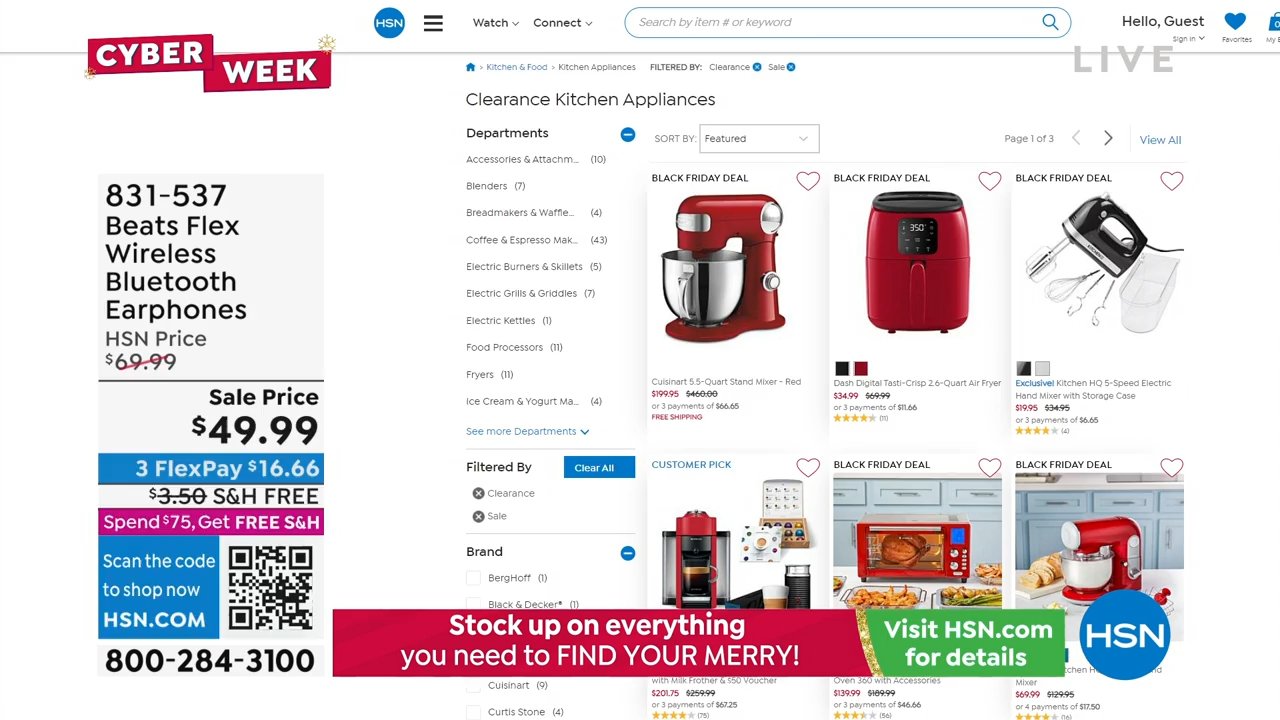 HSN
Watch
Connect
Search by item # or keyword
Hello, Guest
Sign in
Favorites
LIVE
CYBER
WEEK
Kitchen & Food > Kitchen Appliances
FILTERED BY: Clearance Sale
Clearance Kitchen Appliances
831-537
Beats Flex
Wireless
Bluetooth
Earphones
HSN Price
$69.99
Sale Price
$49.99
3 FlexPay $16.66
$3.50 S&H FREE
Spend $75, Get FREE S&H
Scan the code
to shop now
HSN.COM
800-284-3100
Departments
Accessories & Attachm... (10)
Blenders (7)
Breadmakers & Waffle... (4)
Coffee & Espresso Mak... (43)
Electric Burners & Skillets (5)
Electric Grills & Griddles (7)
Electric Kettles (1)
Food Processors (11)
Fryers (11)
Ice Cream & Yogurt Ma... (4)
See more Departments
Filtered By
Clear All
Clearance
Sale
Brand
BergHoff (1)
Black & Decker® (1)
Cuisinart (9)
Curtis Stone (4)
SORT BY: Featured
Page 1 of 3
View All
BLACK FRIDAY DEAL
Cuisinart 5.5-Quart Stand Mixer - Red
$199.95 $460.00
or 3 payments of $66.65
FREE SHIPPING
BLACK FRIDAY DEAL
350°
Dash Digital Tasti-Crisp 2.6-Quart Air Fryer
$34.99 $69.99
or 3 payments of $11.66
(11)
BLACK FRIDAY DEAL
Exclusive! Kitchen HQ 5-Speed Electric
Hand Mixer with Storage Case
$19.95 $34.95
or 3 payments of $6.65
(4)
CUSTOMER PICK
with Milk Frother & $50 Voucher
$201.75 $259.99
or 3 payments of $67.25
(75)
BLACK FRIDAY DEAL
Oven 360 with Accessories
$139.99 $189.99
or 3 payments of $46.66
(56)
BLACK FRIDAY DEAL
Mixer
$69.99 $129.95
or 4 payments of $17.50
(16)
Stock up on everything
you need to FIND YOUR MERRY!
Visit HSN.com
for details
HSN